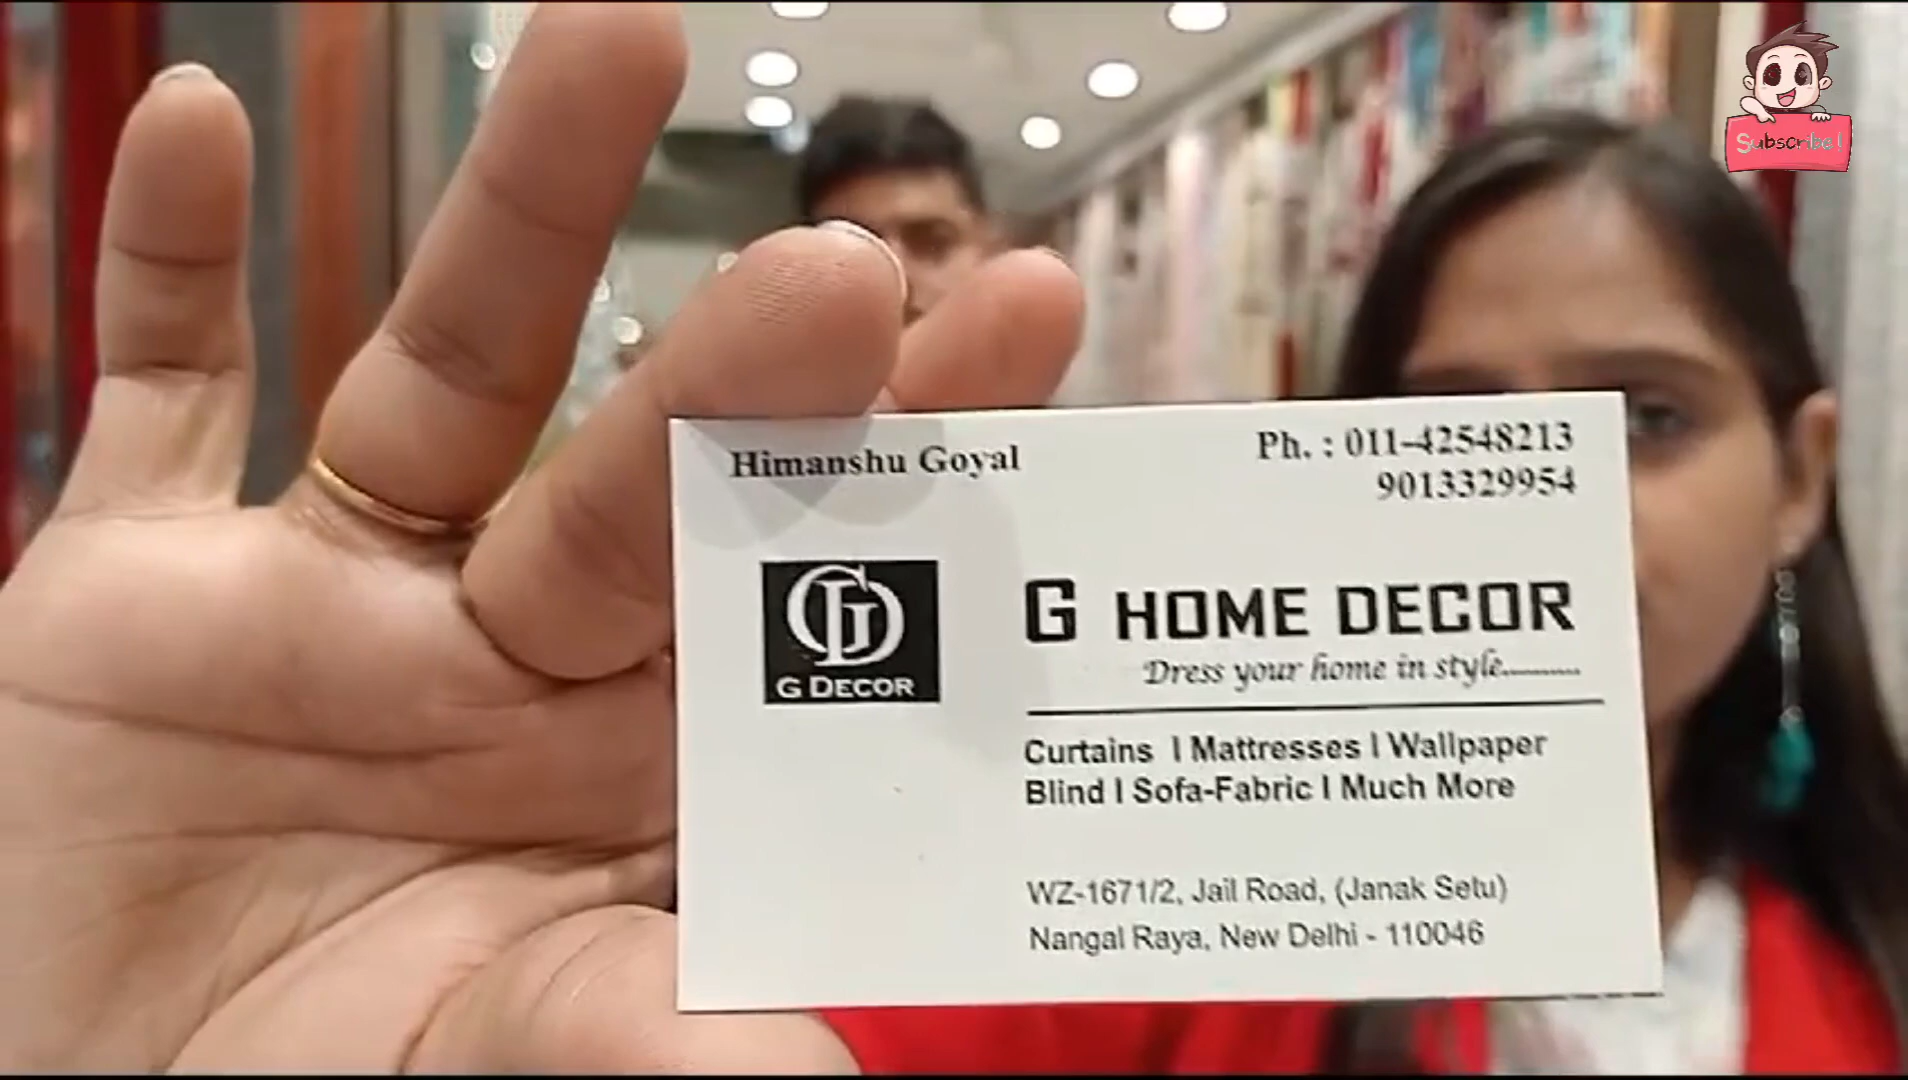 Subscribe!
Himanshu Goyal
Ph. : 011-42548213
9013329954
GD
G DECOR
G HOME DECOR
Dress your home in style..........
Curtains | Mattresses | Wallpaper
Blind | Sofa-Fabric | Much More
WZ-1671/2, Jail Road, (Janak Setu)
Nangal Raya, New Delhi - 110046